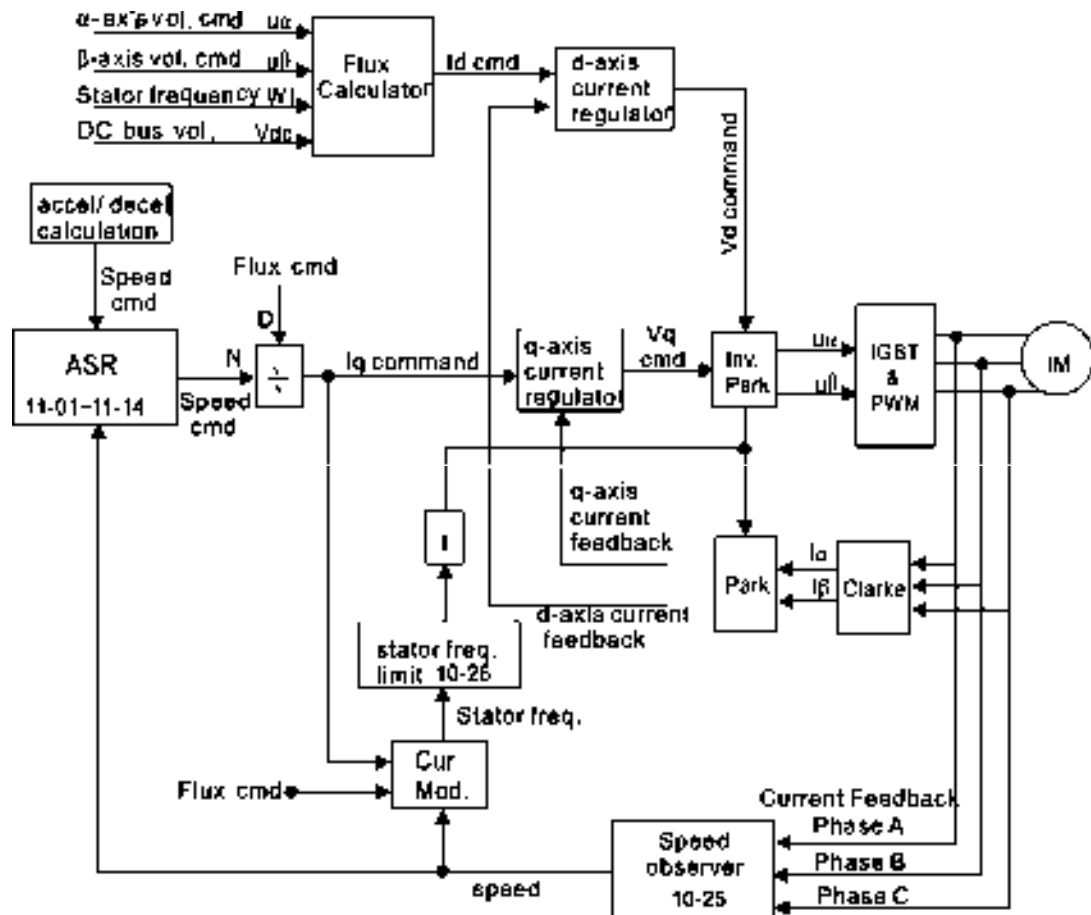 α-axis vol. cmd uα
β-axis vol. cmd uβ
Stator frequency WI
DC bus vol. Vdc
Flux
Calculator
Id cmd
d-axis
current
regulator
Vd command
accel/ decel
calculation
Speed
cmd
Flux cmd
D
ASR
11-01~11-14
N
Speed
cmd
÷
Iq command
q-axis
current
regulator
Vq
cmd
Inv.
Park
uα
uβ
IGBT
&
PWM
IM
q-axis
current
feedback
I
Park
Iα
Iβ
Clarke
d-axis current
feedback
stator freq.
limit 10-26
Stator freq.
Cur
Mod.
Flux cmd
speed
Speed
observer
10-25
Current Feedback
Phase A
Phase B
Phase C